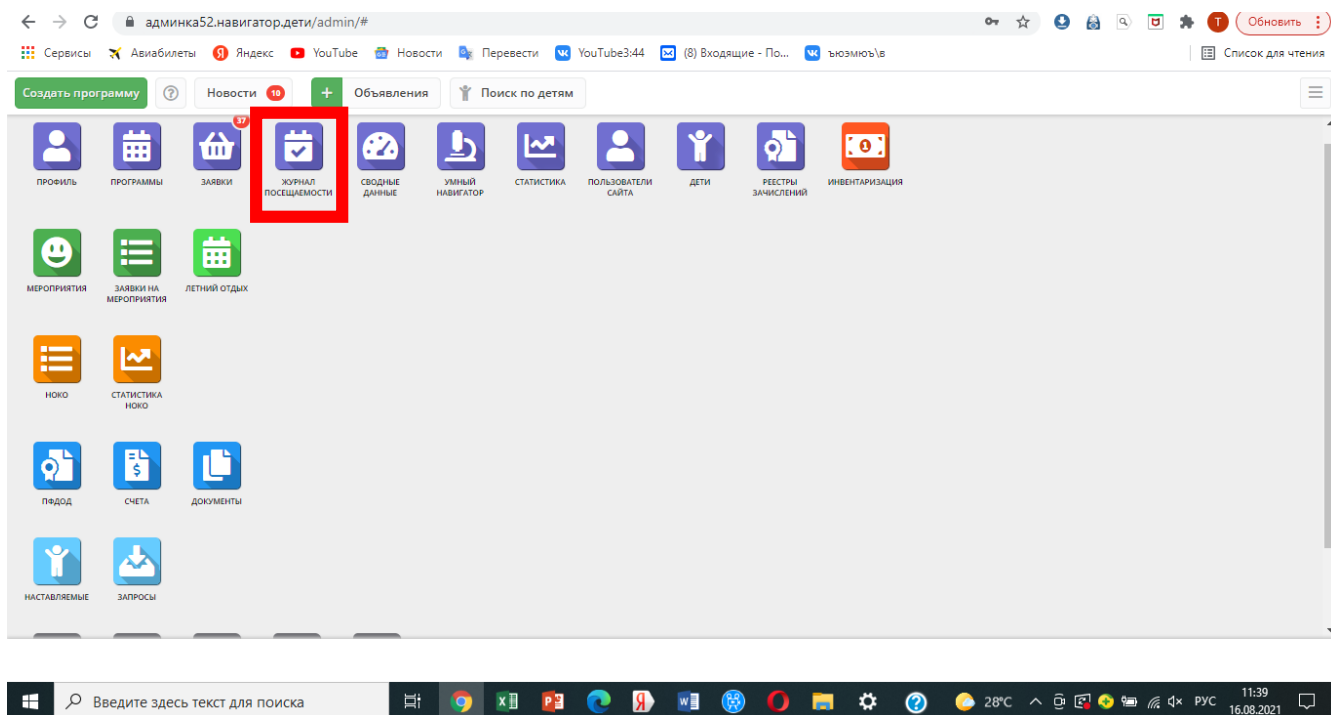 админка52.навигатор.дети/admin/#
Обновить
Т
Сервисы Авиабилеты Яндекс YouTube Новости Перевести YouTube3:44 (8) Входящие - По... ъюэмюъ\в Список для чтения
Создать программу ? Новости 10 + Объявления Поиск по детям
37
ПРОФИЛЬ ПРОГРАММЫ ЗАЯВКИ ЖУРНАЛ ПОСЕЩАЕМОСТИ СВОДНЫЕ ДАННЫЕ УМНЫЙ НАВИГАТОР СТАТИСТИКА ПОЛЬЗОВАТЕЛИ САЙТА ДЕТИ РЕЕСТРЫ ЗАЧИСЛЕНИЙ ИНВЕНТАРИЗАЦИЯ
МЕРОПРИЯТИЯ ЗАЯВКИ НА МЕРОПРИЯТИЯ ЛЕТНИЙ ОТДЫХ
НОКО СТАТИСТИКА НОКО
ПФДОД СЧЕТА ДОКУМЕНТЫ
НАСТАВЛЯЕМЫЕ ЗАПРОСЫ
Введите здесь текст для поиска
28°C РУС 11:39
16.08.2021